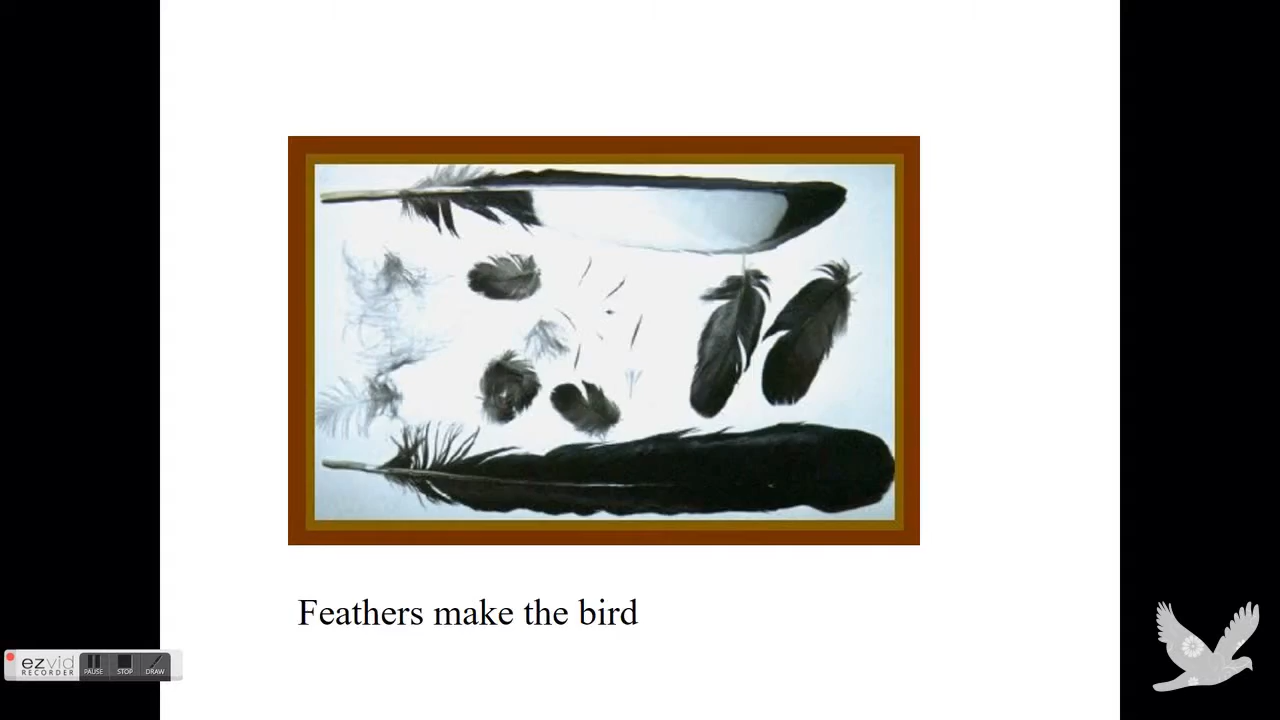 Feathers make the bird
ezvid
RECORDER
PAUSE
STOP
DRAW